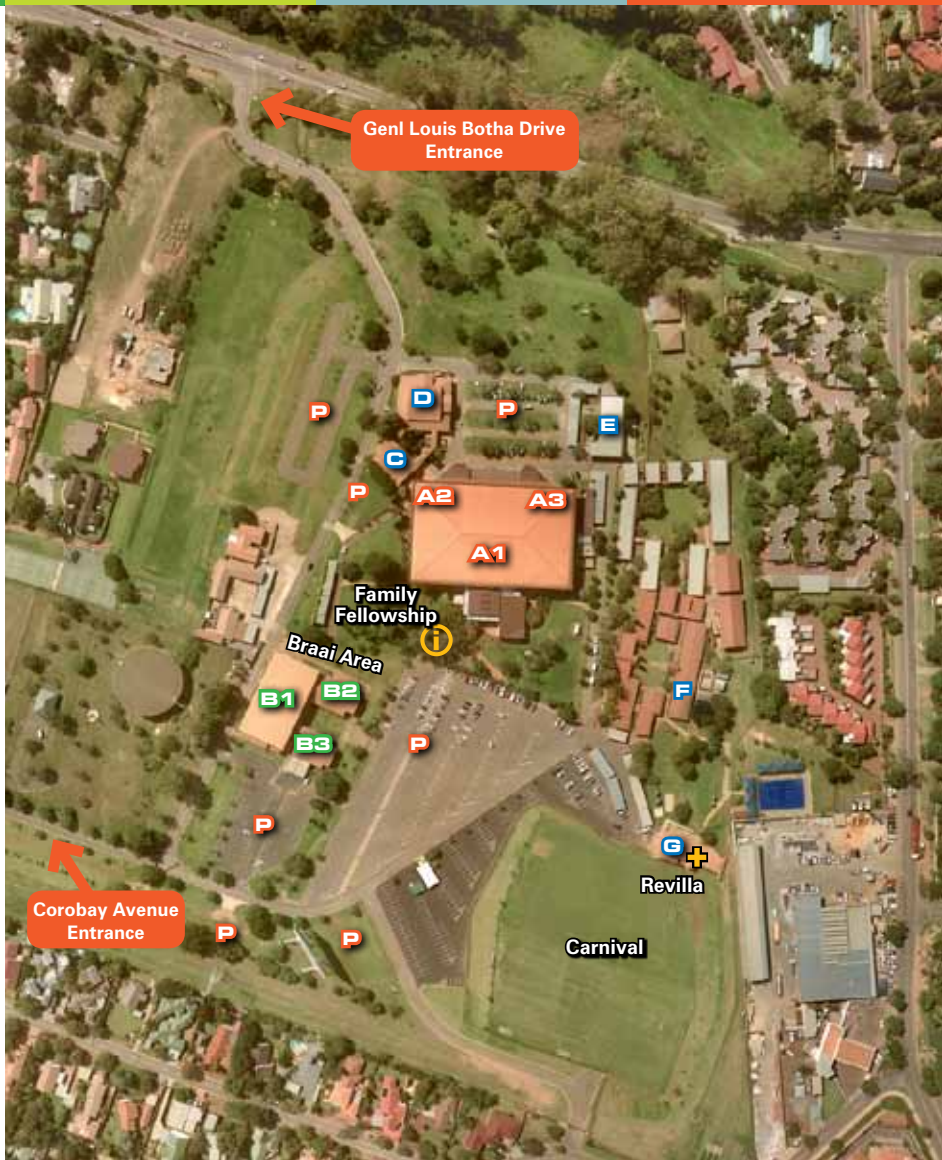 Genl Louis Botha Drive
Entrance
D
P
P
E
C
P
A2
A3
A1
Family
Fellowship
i
Braai Area
B1
B2
F
B3
P
P
G
Revilla
Corobay Avenue
Entrance
P
P
Carnival